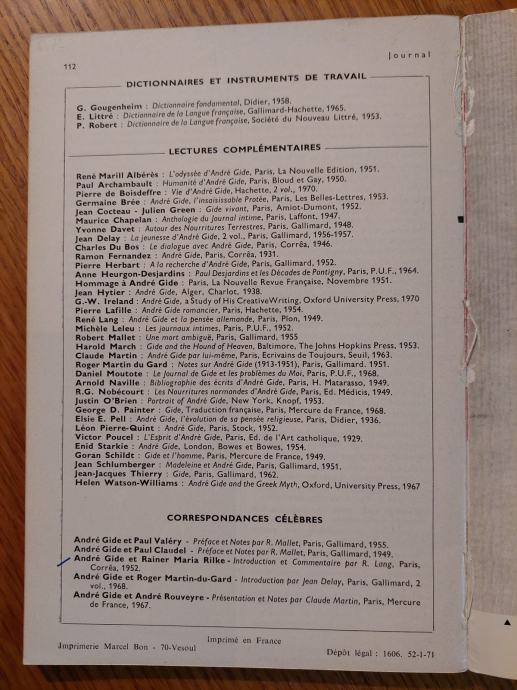 112
Journal
DICTIONNAIRES ET INSTRUMENTS DE TRAVAIL
G. Gougenheim : Dictionnaire fondamental, Didier, 1958.
E. Littré : Dictionnaire de la Langue française, Gallimard-Hachette, 1965.
P. Robert : Dictionnaire de la Langue française, Société du Nouveau Littré, 1953.
LECTURES COMPLÉMENTAIRES
René Marill Albérès : L'odyssée d'André Gide, Paris, La Nouvelle Edition, 1951.
Paul Archambault : Humanité d'André Gide, Paris, Bloud et Gay, 1950.
Pierre de Boisdeffre : Vie d'André Gide, Hachette, 2 vol., 1970.
Germaine Brée : André Gide, l'insaisissable Protée, Paris, Les Belles-Lettres, 1953.
Jean Cocteau - Julien Green : Gide vivant, Paris, Amiot-Dumont, 1952.
Maurice Chapelan : Anthologie du Journal intime, Paris, Laffont, 1947.
Yvonne Davet : Autour des Nourritures Terrestres, Paris, Gallimard, 1948.
Jean Delay : La jeunesse d'André Gide, 2 vol., Paris, Gallimard, 1956-1957.
Charles Du Bos : Le dialogue avec André Gide, Paris, Corrêa, 1946.
Ramon Fernandez : André Gide, Paris, Corrêa, 1931.
Pierre Herbart : A la recherche d'André Gide, Paris, Gallimard, 1952.
Anne Heurgon-Desjardins : Paul Desjardins et les Décades de Pontigny, Paris, P.U.F., 1964.
Hommage à André Gide : Paris, La Nouvelle Revue Française, Novembre 1951.
Jean Hytier : André Gide, Alger, Charlot, 1938.
G.-W. Ireland : André Gide, a Study of His CreativeWriting, Oxford University Press, 1970
Pierre Lafille : André Gide romancier, Paris, Hachette, 1954.
René Lang : André Gide et la pensée allemande, Paris, Plon, 1949.
Michèle Leleu : Les journaux intimes, Paris, P.U.F., 1952.
Robert Mallet : Une mort ambiguë, Paris, Gallimard, 1955
Harold March : Gide and the Hound of Heaven, Baltimore, The Johns Hopkins Press, 1953.
Claude Martin : André Gide par lui-même, Paris, Ecrivains de Toujours, Seuil, 1963.
Roger Martin du Gard : Notes sur André Gide (1913-1951), Paris, Gallimard. 1951.
Daniel Moutote : Le Journal de Gide et les problèmes du Moi, Paris, P.U.F., 1968.
Arnold Naville : Bibliographie des écrits d'André Gide, Paris, H. Matarasso, 1949.
R.G. Nobécourt : Les Nourritures normandes d'André Gide, Paris, Ed. Médicis, 1949.
Justin O'Brien : Portrait of André Gide, New York, Knopf, 1953.
George D. Painter : Gide, Traduction française, Paris, Mercure de France, 1968.
Elsie E. Pell : André Gide, l'évolution de sa pensée religieuse, Paris, Didier, 1936.
Léon Pierre-Quint : André Gide, Paris, Stock, 1952.
Victor Poucel : L'Esprit d'André Gide, Paris, Ed. de l'Art catholique, 1929.
Enid Starkie : André Gide, London, Bowes et Bowes, 1954.
Goran Schildt : Gide et l'homme, Paris, Mercure de France, 1949.
Jean Schlumberger : Madeleine et André Gide, Paris, Gallimard, 1951.
Jean-Jacques Thierry : Gide, Paris, Gallimard, 1962.
Helen Watson-Williams : André Gide and the Greek Myth, Oxford, University Press, 1967
CORRESPONDANCES CÉLÈBRES
André Gide et Paul Valéry - Préface et Notes par R. Mallet, Paris, Gallimard, 1955.
André Gide et Paul Claudel - Préface et Notes par R. Mallet, Paris, Gallimard, 1949.
André Gide et Rainer Maria Rilke - Introduction et Commentaire par R. Lang, Paris,
Corrêa, 1952.
André Gide et Roger Martin-du-Gard - Introduction par Jean Delay, Paris, Gallimard, 2
vol., 1968.
André Gide et André Rouveyre - Présentation et Notes par Claude Martin, Paris, Mercure
de France, 1967.
Imprimé en France
Imprimerie Marcel Bon - 70-Vesoul
Dépôt légal : 1606, 52-1-71